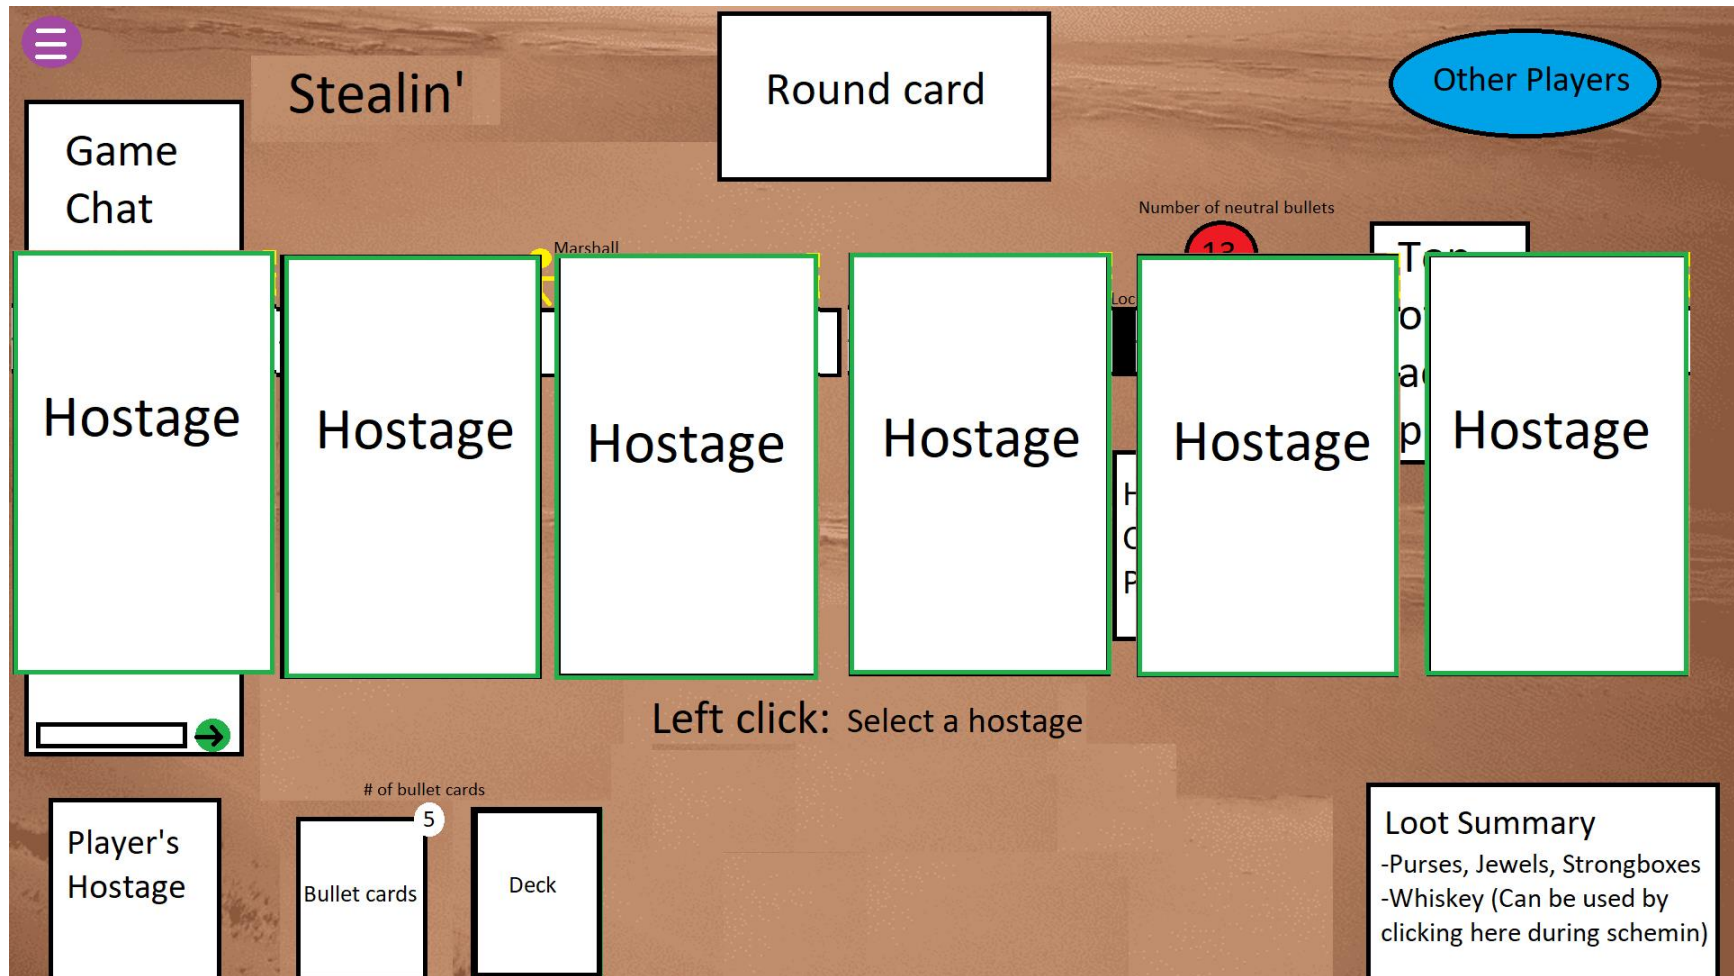 Stealin'
Round card
Other Players
Game
Chat
Number of neutral bullets
13
Marshall
Hostage
Hostage
Hostage
Hostage
Hostage
Hostage
Left click: Select a hostage
# of bullet cards
5
Player's
Hostage
Bullet cards
Deck
Loot Summary
-Purses, Jewels, Strongboxes
-Whiskey (Can be used by
clicking here during schemin)